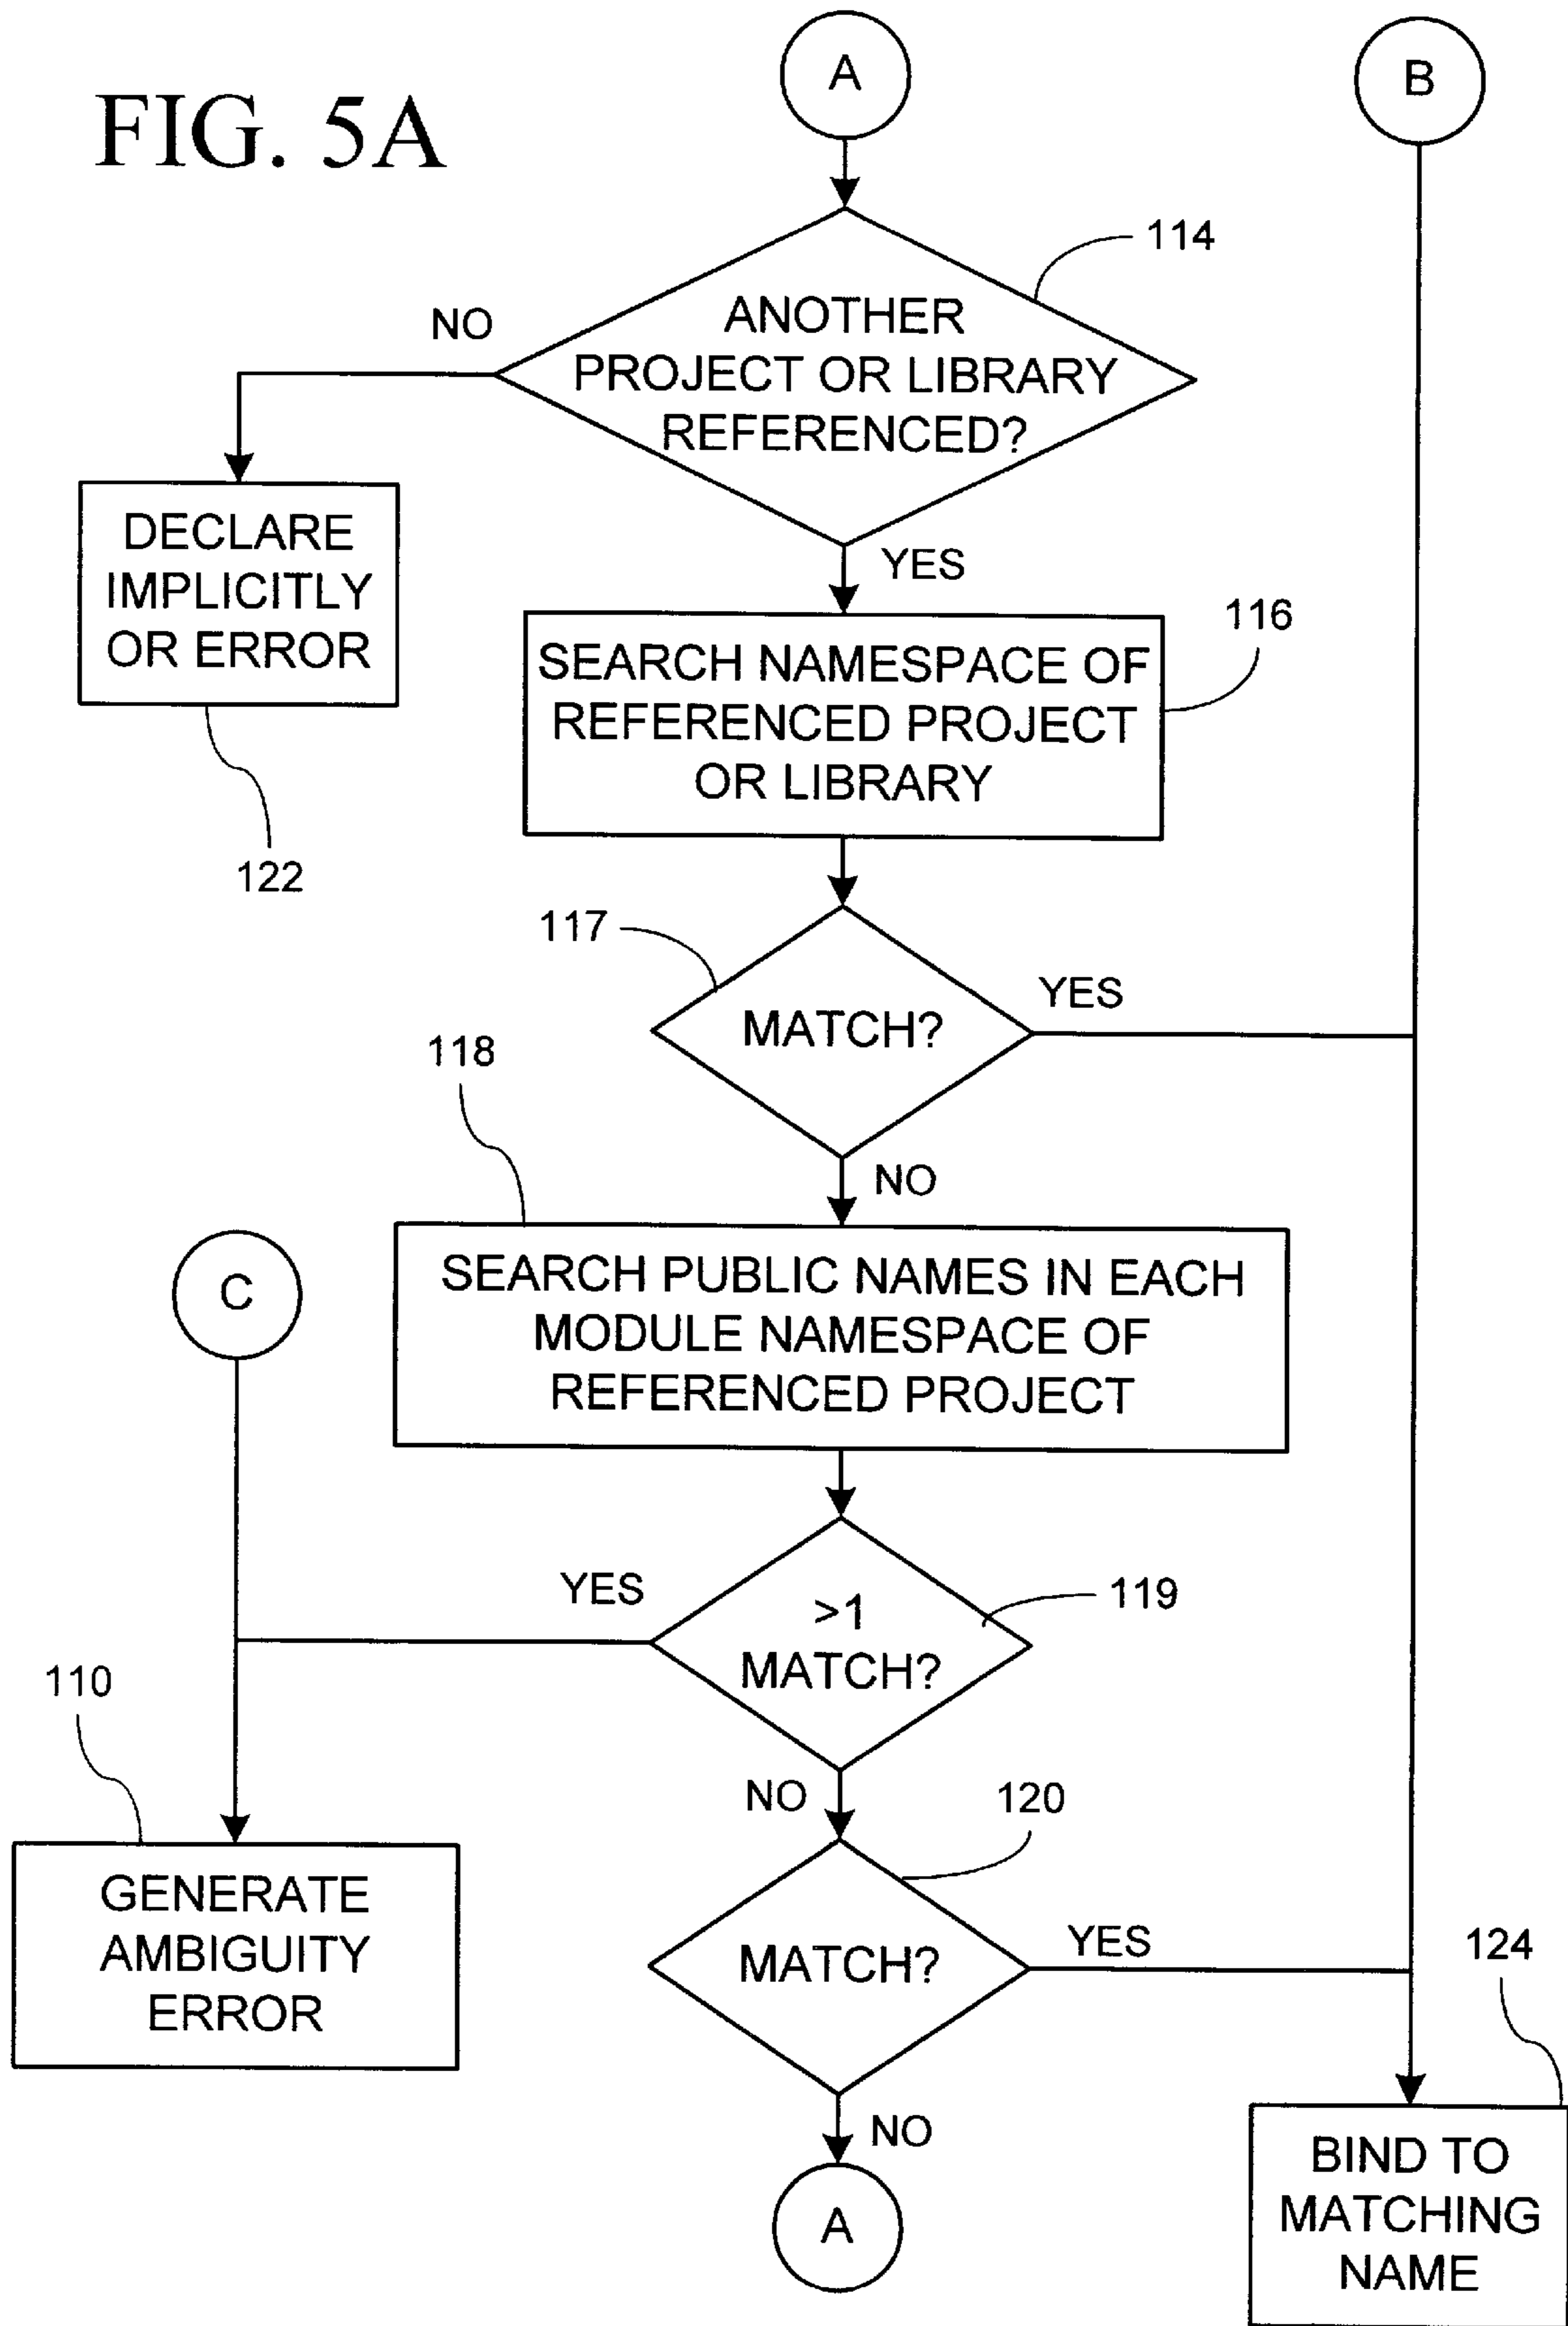 FIG. 5A
A
B
114
NO
ANOTHER
PROJECT OR LIBRARY
REFERENCED?
DECLARE
IMPLICITLY
OR ERROR
122
YES
116
SEARCH NAMESPACE OF
REFERENCED PROJECT
OR LIBRARY
117
MATCH?
YES
118
NO
C
SEARCH PUBLIC NAMES IN EACH
MODULE NAMESPACE OF
REFERENCED PROJECT
YES
>1
MATCH?
119
110
NO
120
GENERATE
AMBIGUITY
ERROR
MATCH?
YES
124
NO
A
BIND TO
MATCHING
NAME